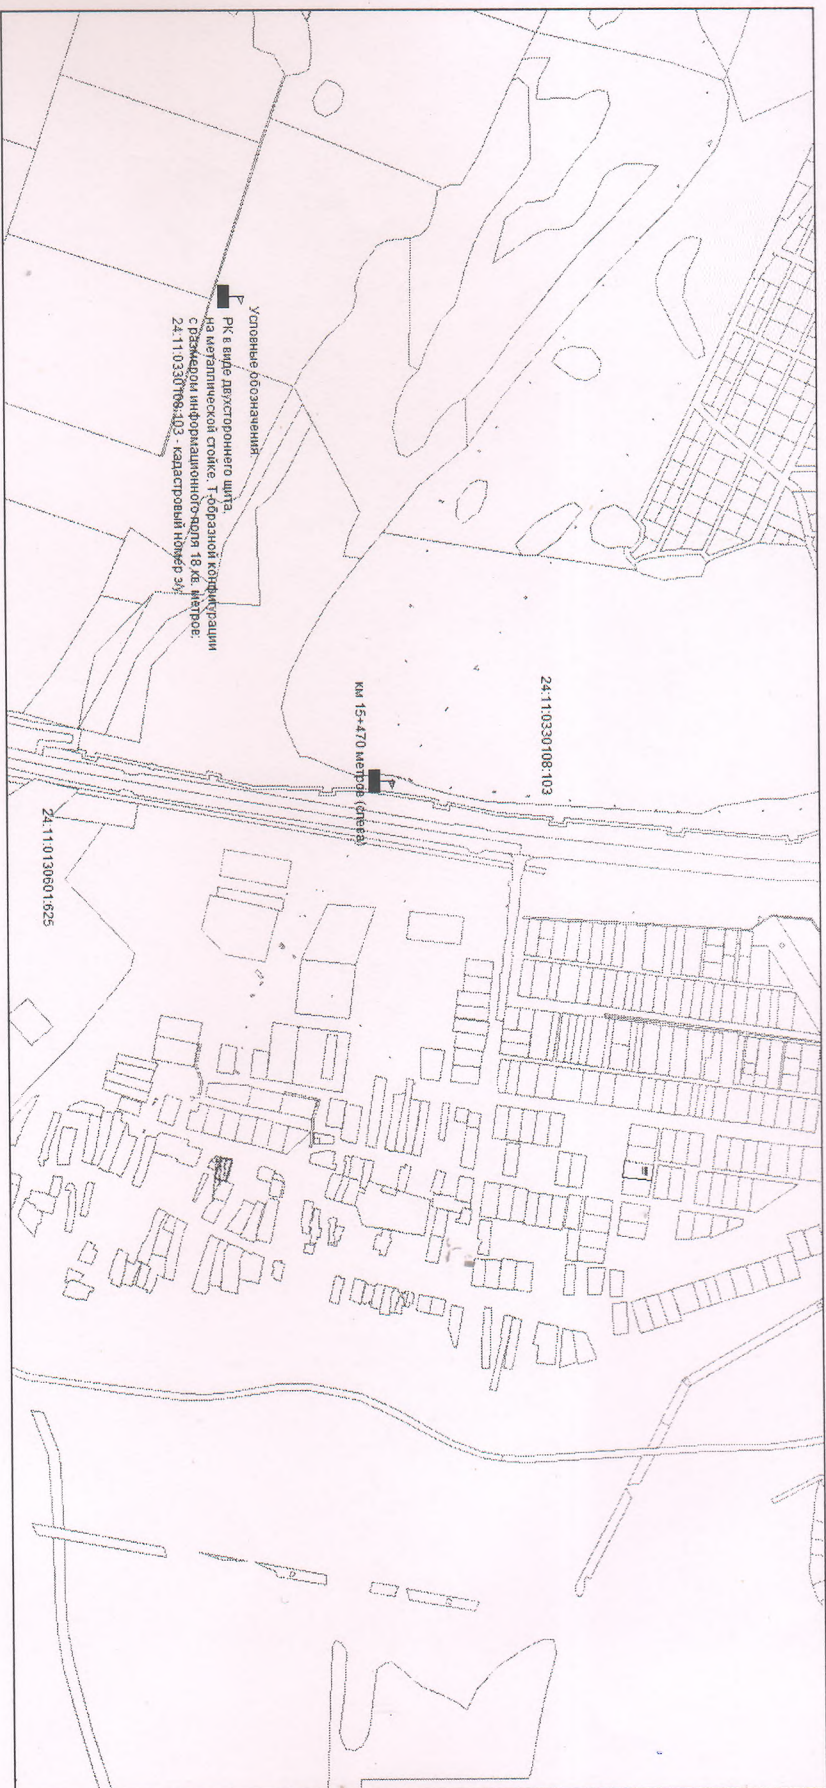 24:11:0330108:103
км 15+470 метров (слева)
Условные обозначения:
РК в виде двухстороннего щита,
на металлической стойке, Т-образной конфигурации
с размером информационного поля 18 кв. метров;
24:11:0330108:103 - кадастровый номер з/у
24:11:0130601:625